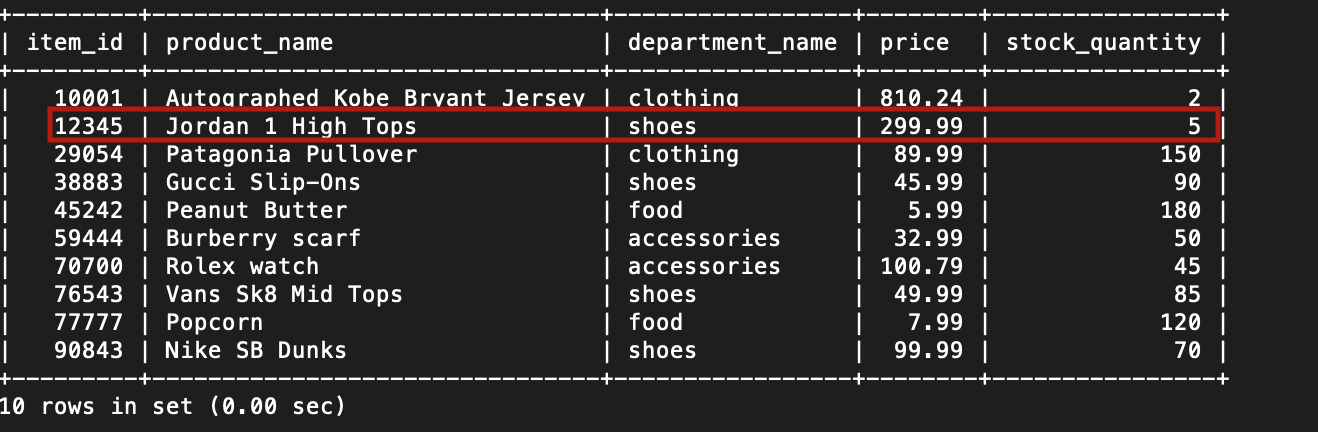 +---------+---------------------------------+-----------------+--------+----------------+
| item_id | product_name | department_name | price | stock_quantity |
+---------+---------------------------------+-----------------+--------+----------------+
| 10001 | Autographed Kobe Bryant Jersey | clothing | 810.24 | 2 |
| 12345 | Jordan 1 High Tops | shoes | 299.99 | 5 |
| 29054 | Patagonia Pullover | clothing | 89.99 | 150 |
| 38883 | Gucci Slip-Ons | shoes | 45.99 | 90 |
| 45242 | Peanut Butter | food | 5.99 | 180 |
| 59444 | Burberry scarf | accessories | 32.99 | 50 |
| 70700 | Rolex watch | accessories | 100.79 | 45 |
| 76543 | Vans Sk8 Mid Tops | shoes | 49.99 | 85 |
| 77777 | Popcorn | food | 7.99 | 120 |
| 90843 | Nike SB Dunks | shoes | 99.99 | 70 |
+---------+---------------------------------+-----------------+--------+----------------+
10 rows in set (0.00 sec)